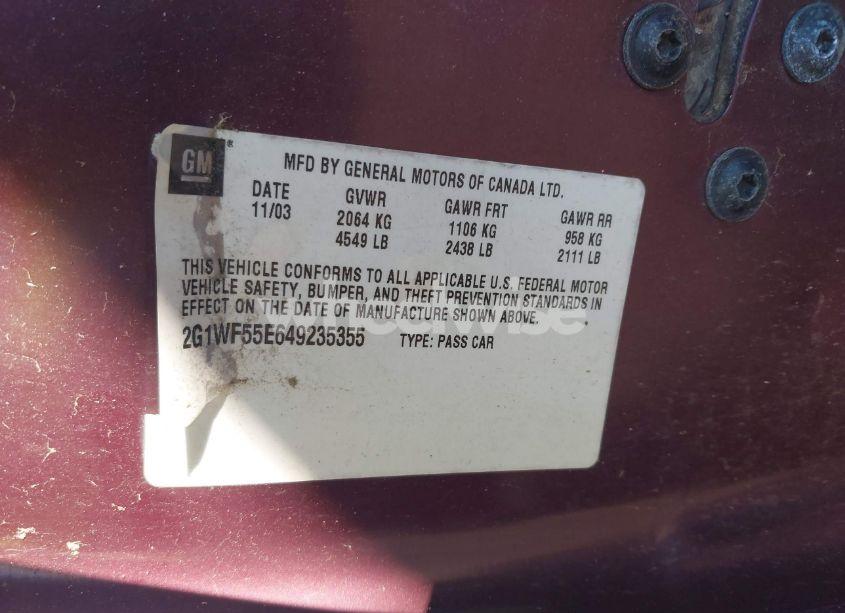 GM®
MFD BY GENERAL MOTORS OF CANADA LTD.
DATE GVWR GAWR FRT GAWR RR
11/03 2064 KG 1106 KG 958 KG
4549 LB 2438 LB 2111 LB
THIS VEHICLE CONFORMS TO ALL APPLICABLE U.S. FEDERAL MOTOR
VEHICLE SAFETY, BUMPER, AND THEFT PREVENTION STANDARDS IN
EFFECT ON THE DATE OF MANUFACTURE SHOWN ABOVE.
2G1WF55E649235355 TYPE: PASS CAR